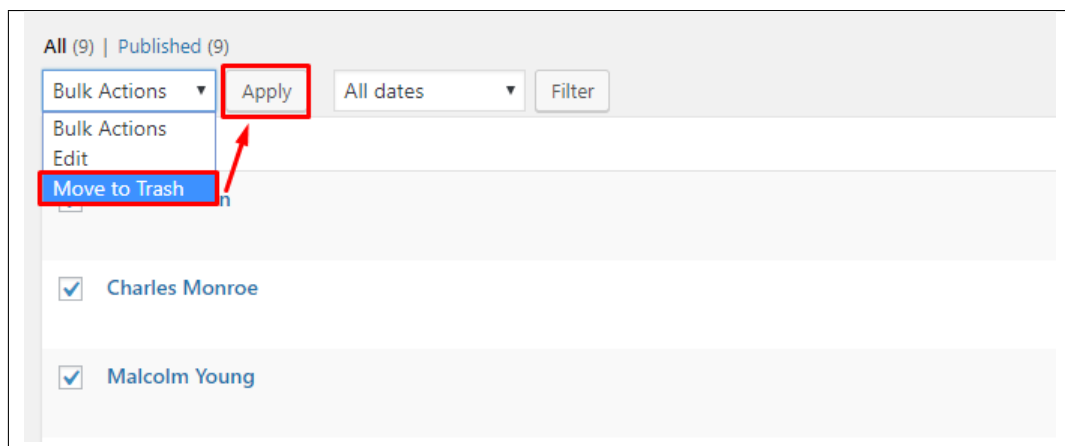 All (9) | Published (9)
Bulk Actions Apply All dates Filter
Bulk Actions
Edit
Move to Trash
Charles Monroe
Malcolm Young